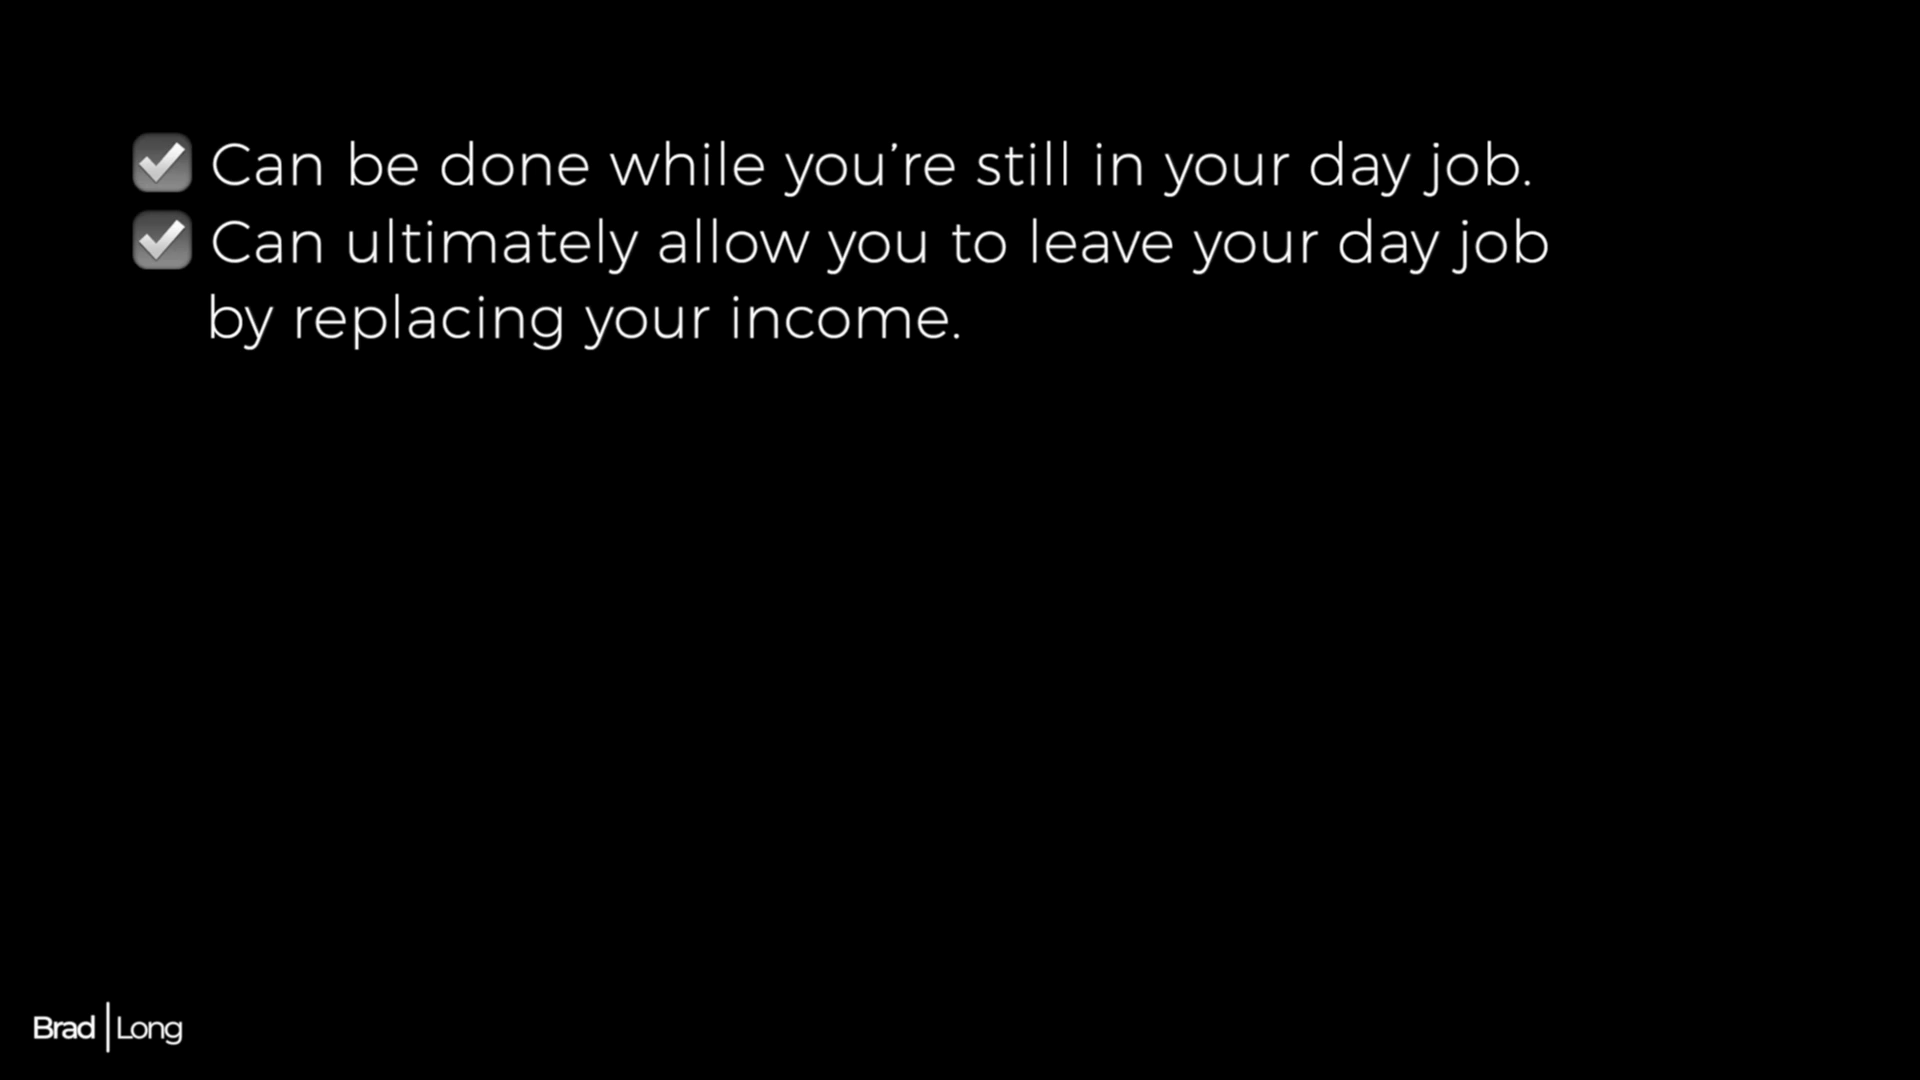 Can be done while you’re still in your day job.
Can ultimately allow you to leave your day job
by replacing your income.
Brad | Long